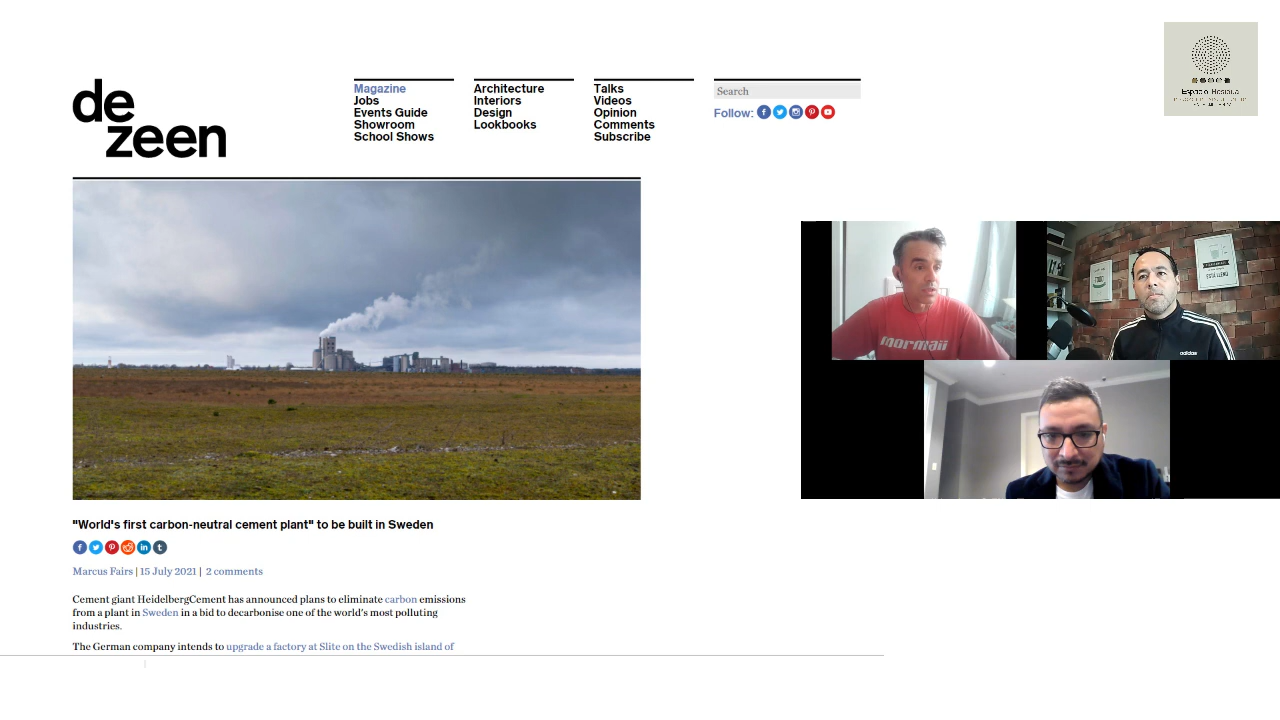 de
zeen
Magazine
Jobs
Events Guide
Showroom
School Shows
Architecture
Interiors
Design
Lookbooks
Talks
Videos
Opinion
Comments
Subscribe
Search
Follow:
Espacio Residual
mormaii
adidas
"World's first carbon-neutral cement plant" to be built in Sweden
Marcus Fairs | 15 July 2021 | 2 comments
Cement giant HeidelbergCement has announced plans to eliminate carbon emissions
from a plant in Sweden in a bid to decarbonise one of the world's most polluting
industries.
The German company intends to upgrade a factory at Slite on the Swedish island of